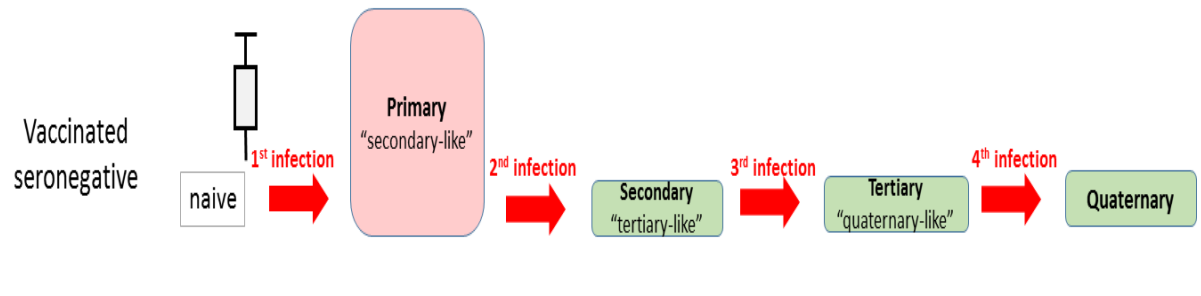 Vaccinated
seronegative
naive
1st infection
Primary
“secondary-like”
2nd infection
Secondary
“tertiary-like”
3rd infection
Tertiary
“quaternary-like”
4th infection
Quaternary